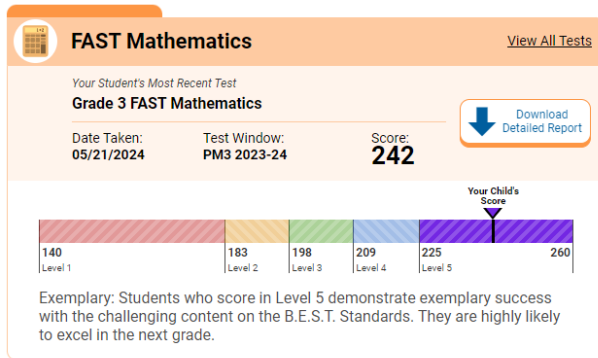 FAST Mathematics
View All Tests
Your Student's Most Recent Test
Grade 3 FAST Mathematics
Date Taken:
05/21/2024
Test Window:
PM3 2023-24
Score:
242
Download
Detailed Report
Your Child's
Score
140
Level 1
183
Level 2
198
Level 3
209
Level 4
225
Level 5
260
Exemplary: Students who score in Level 5 demonstrate exemplary success
with the challenging content on the B.E.S.T. Standards. They are highly likely
to excel in the next grade.